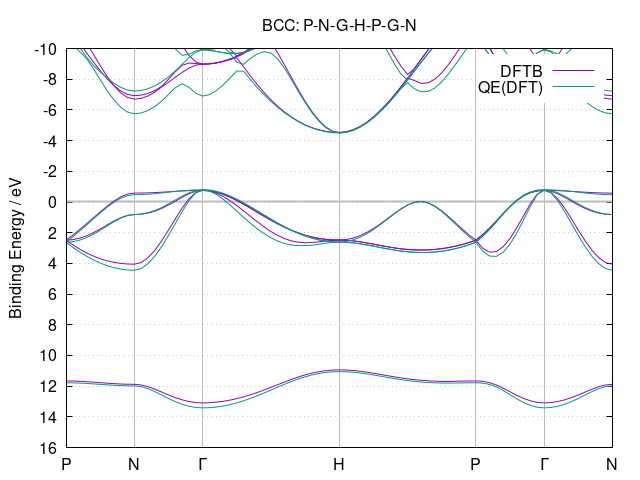 BCC: P-N-G-H-P-G-N
-10
-8
-6
-4
-2
0
2
4
6
8
10
12
14
16
Binding Energy / eV
DFTB
QE(DFT)
P N Γ H P Γ N